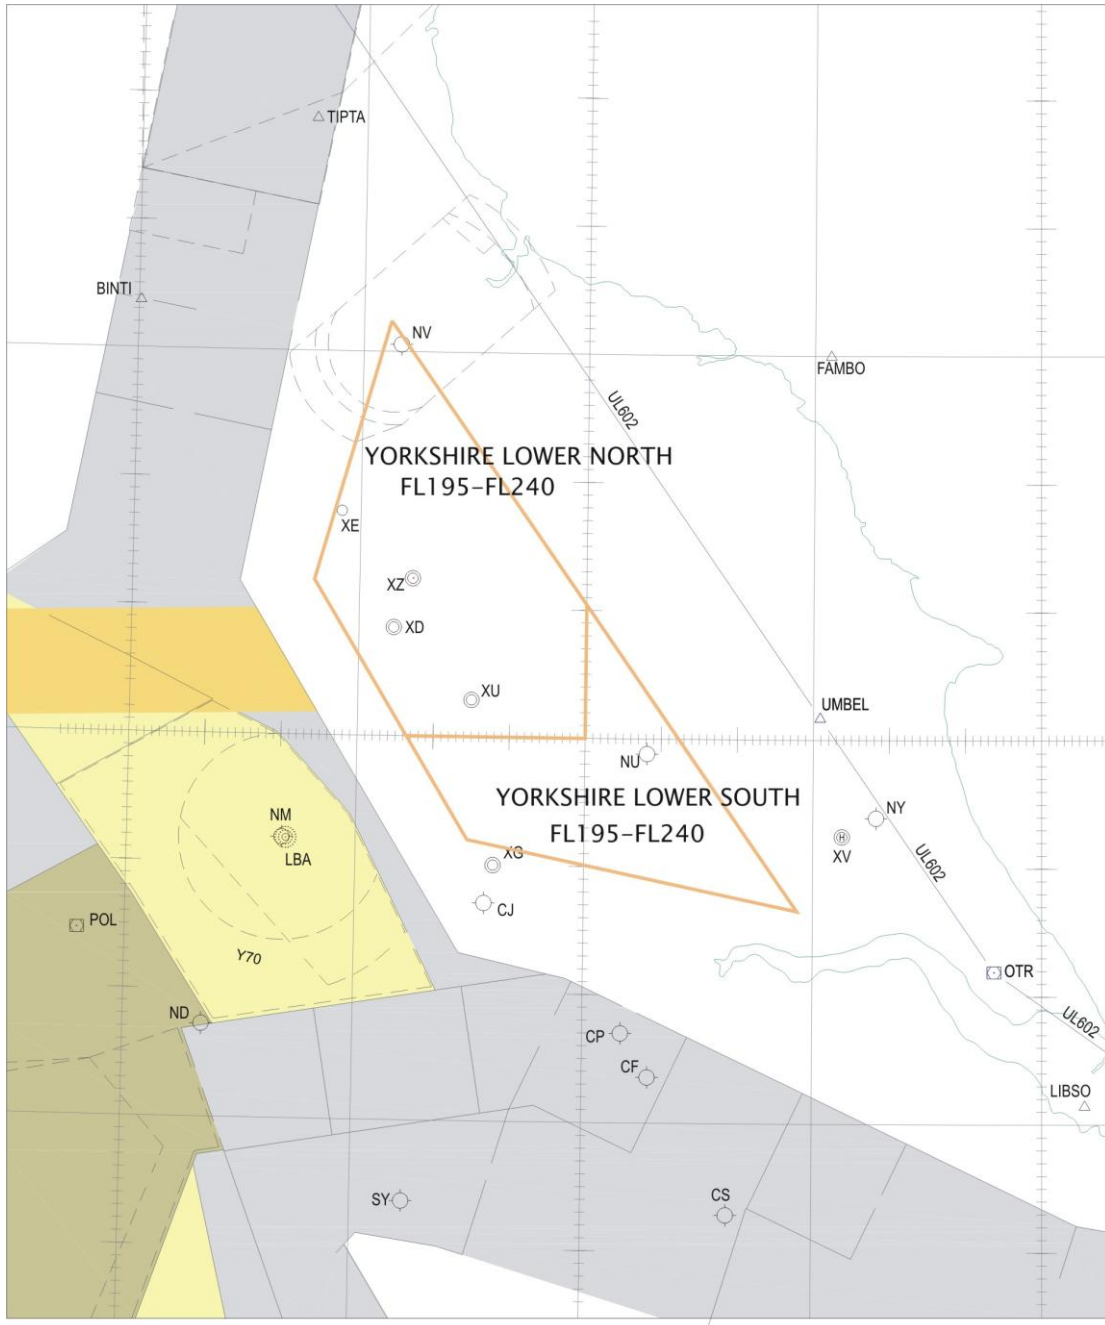 TIPTA
BINTI
NV
FAMBO
UL602
YORKSHIRE LOWER NORTH
FL195-FL240
XE
XZ
XD
XU
UMBEL
NU
YORKSHIRE LOWER SOUTH
FL195-FL240
NM
LBA
NY
H
XV
UL602
XG
CJ
POL
Y70
OTR
ND
UL602
CP
CF
LIBSO
SY
CS